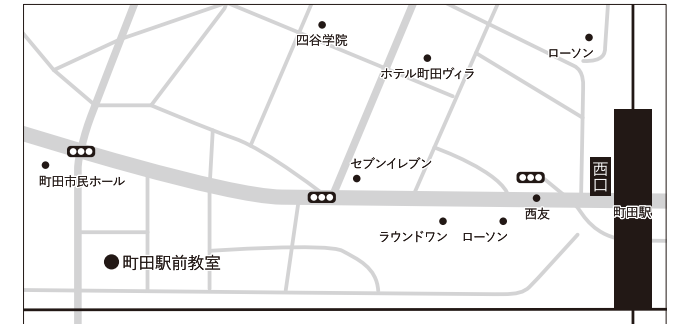 四谷学院
ローソン
ホテル町田ヴィラ
セブンイレブン
西口
町田市民ホール
町田駅
西友
ラウンドワン
ローソン
町田駅前教室